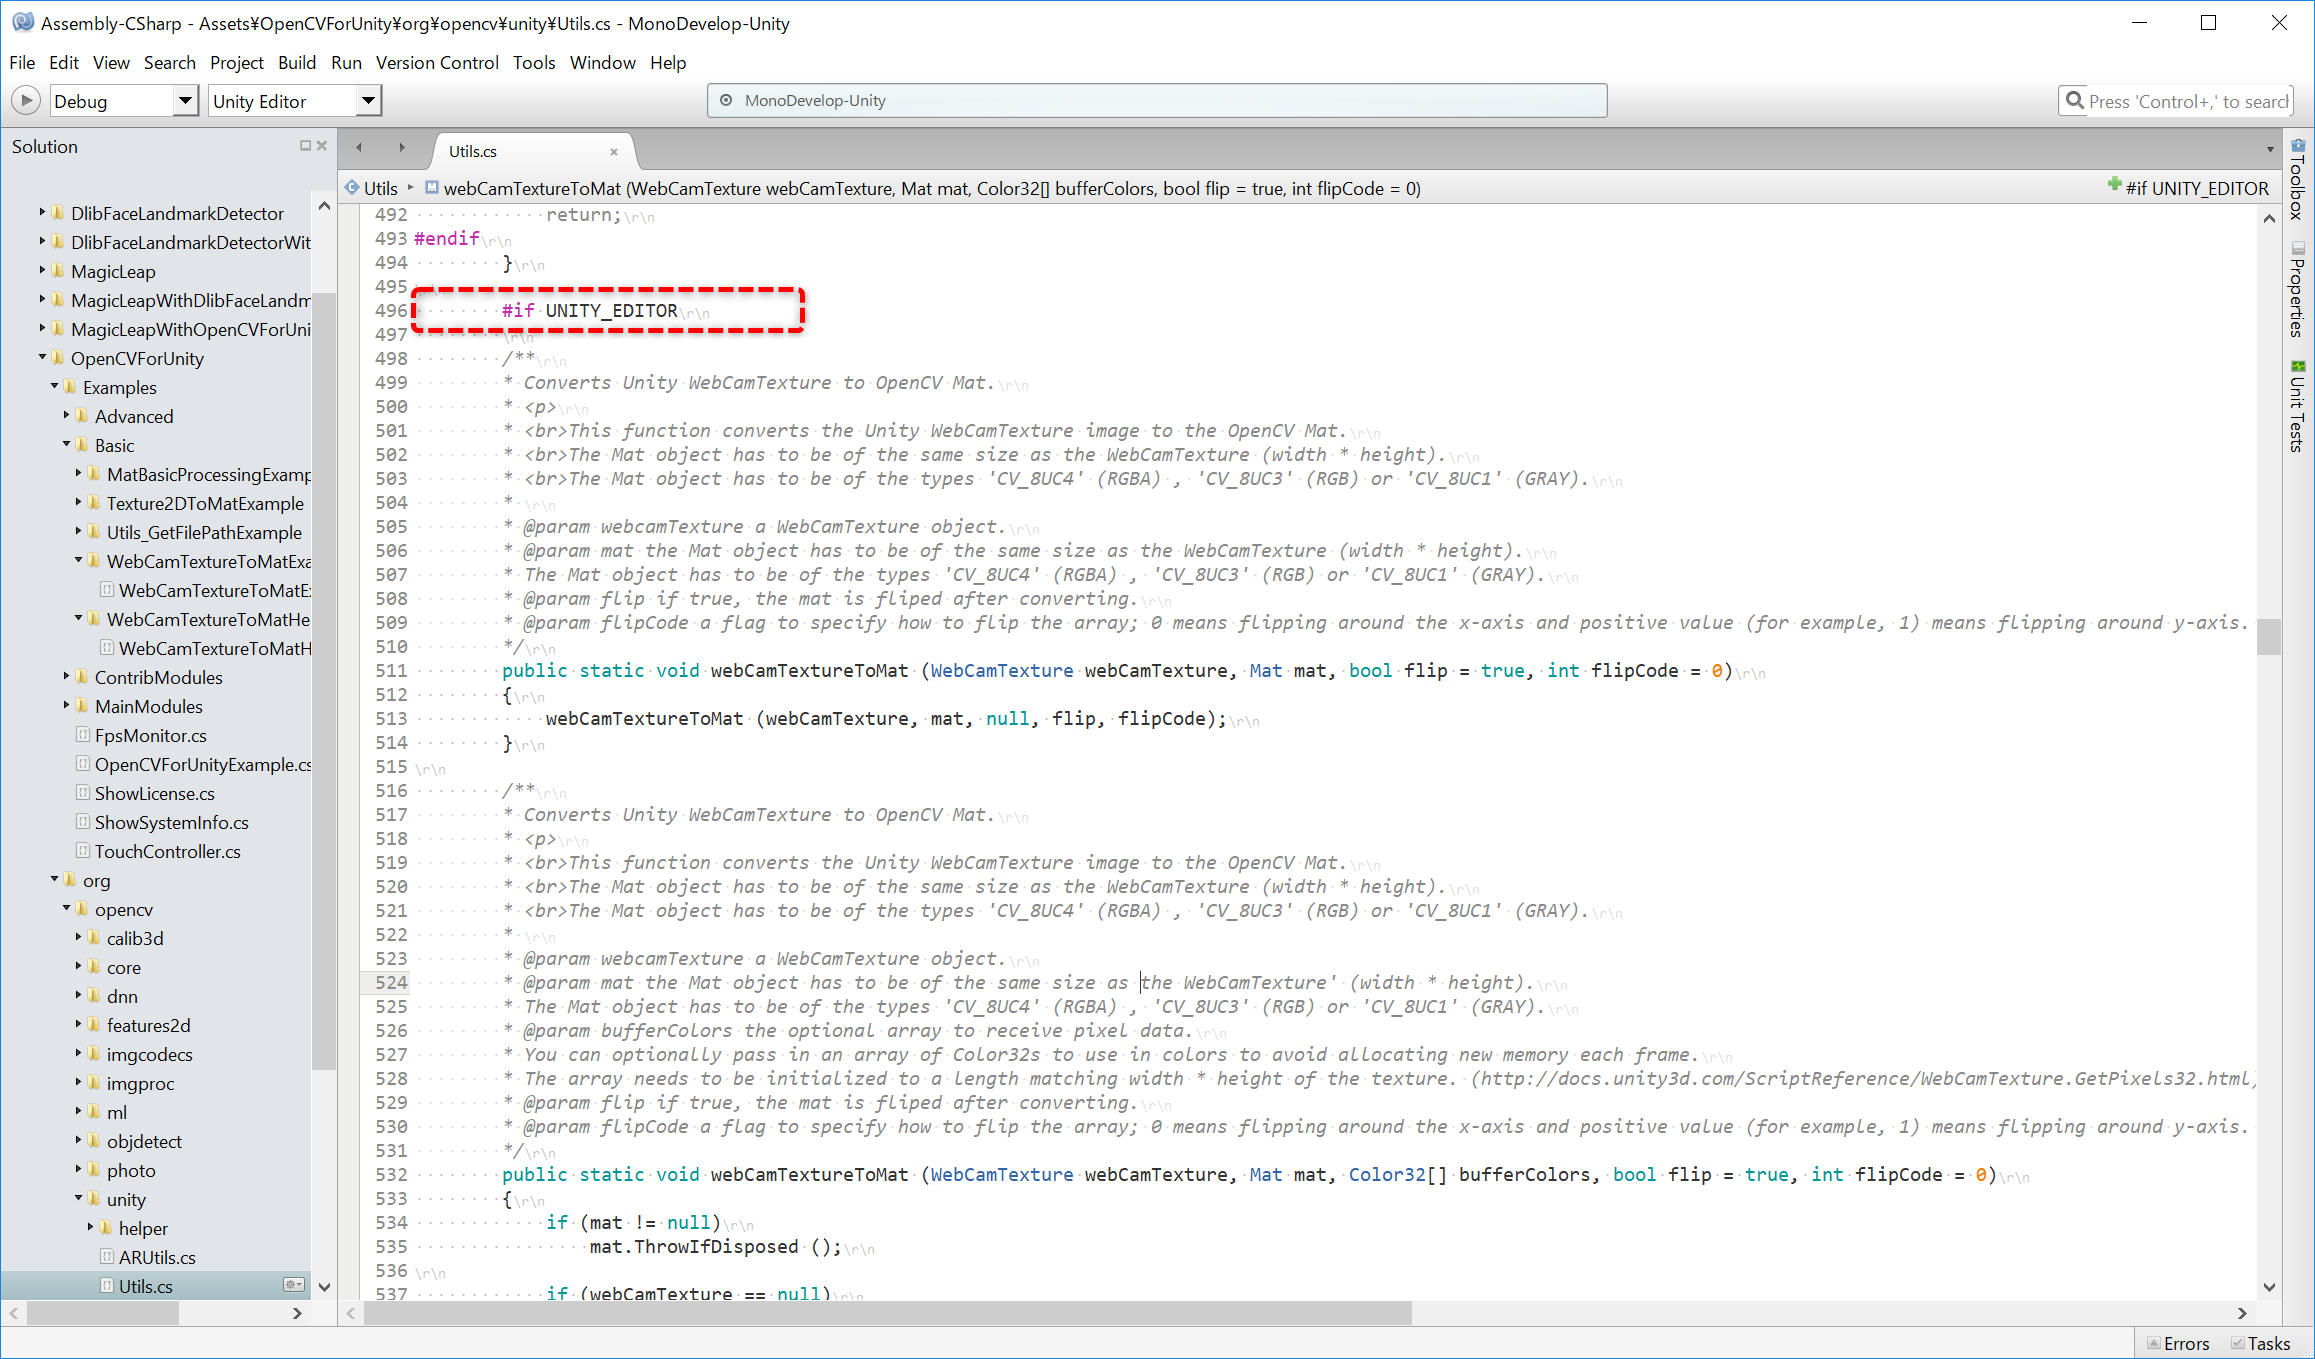 Assembly-CSharp - Assets¥OpenCVForUnity¥org¥opencv¥unity¥Utils.cs - MonoDevelop-Unity
File Edit View Search Project Build Run Version Control Tools Window Help
Debug Unity Editor MonoDevelop-Unity Press 'Control+,' to search
Solution
DlibFaceLandmarkDetector
DlibFaceLandmarkDetectorWit
MagicLeap
MagicLeapWithDlibFaceLandm
MagicLeapWithOpenCVForUni
OpenCVForUnity
Examples
Advanced
Basic
MatBasicProcessingExamp
Texture2DToMatExample
Utils_GetFilePathExample
WebCamTextureToMatExa
WebCamTextureToMatEx
WebCamTextureToMatHe
WebCamTextureToMatH
ContribModules
MainModules
FpsMonitor.cs
OpenCVForUnityExample.cs
ShowLicense.cs
ShowSystemInfo.cs
TouchController.cs
org
opencv
calib3d
core
dnn
features2d
imgcodecs
imgproc
ml
objdetect
photo
unity
helper
ARUtils.cs
Utils.cs
Utils.cs
Utils webCamTextureToMat (WebCamTexture webCamTexture, Mat mat, Color32[] bufferColors, bool flip = true, int flipCode = 0) #if UNITY_EDITOR
492 return;\r\n
493 #endif\r\n
494 }\r\n
495 \r\n
496 #if UNITY_EDITOR\r\n
497 \r\n
498 /**\r\n
499 * Converts Unity WebCamTexture to OpenCV Mat.\r\n
500 * <p>\r\n
501 * <br>This function converts the Unity WebCamTexture image to the OpenCV Mat.\r\n
502 * <br>The Mat object has to be of the same size as the WebCamTexture (width * height).\r\n
503 * <br>The Mat object has to be of the types 'CV_8UC4' (RGBA) , 'CV_8UC3' (RGB) or 'CV_8UC1' (GRAY).\r\n
504 * \r\n
505 * @param webcamTexture a WebCamTexture object.\r\n
506 * @param mat the Mat object has to be of the same size as the WebCamTexture (width * height).\r\n
507 * The Mat object has to be of the types 'CV_8UC4' (RGBA) , 'CV_8UC3' (RGB) or 'CV_8UC1' (GRAY).\r\n
508 * @param flip if true, the mat is fliped after converting.\r\n
509 * @param flipCode a flag to specify how to flip the array; 0 means flipping around the x-axis and positive value (for example, 1) means flipping around y-axis.
510 */\r\n
511 public static void webCamTextureToMat (WebCamTexture webCamTexture, Mat mat, bool flip = true, int flipCode = 0)\r\n
512 {\r\n
513 webCamTextureToMat (webCamTexture, mat, null, flip, flipCode);\r\n
514 }\r\n
515 \r\n
516 /**\r\n
517 * Converts Unity WebCamTexture to OpenCV Mat.\r\n
518 * <p>\r\n
519 * <br>This function converts the Unity WebCamTexture image to the OpenCV Mat.\r\n
520 * <br>The Mat object has to be of the same size as the WebCamTexture (width * height).\r\n
521 * <br>The Mat object has to be of the types 'CV_8UC4' (RGBA) , 'CV_8UC3' (RGB) or 'CV_8UC1' (GRAY).\r\n
522 * \r\n
523 * @param webcamTexture a WebCamTexture object.\r\n
524 * @param mat the Mat object has to be of the same size as the WebCamTexture' (width * height).\r\n
525 * The Mat object has to be of the types 'CV_8UC4' (RGBA) , 'CV_8UC3' (RGB) or 'CV_8UC1' (GRAY).\r\n
526 * @param bufferColors the optional array to receive pixel data.\r\n
527 * You can optionally pass in an array of Color32s to use in colors to avoid allocating new memory each frame.\r\n
528 * The array needs to be initialized to a length matching width * height of the texture. (http://docs.unity3d.com/ScriptReference/WebCamTexture.GetPixels32.html)
529 * @param flip if true, the mat is fliped after converting.\r\n
530 * @param flipCode a flag to specify how to flip the array; 0 means flipping around the x-axis and positive value (for example, 1) means flipping around y-axis.
531 */\r\n
532 public static void webCamTextureToMat (WebCamTexture webCamTexture, Mat mat, Color32[] bufferColors, bool flip = true, int flipCode = 0)\r\n
533 {\r\n
534 if (mat != null)\r\n
535 mat.ThrowIfDisposed ();\r\n
536 \r\n
537 if (webCamTexture == null)\r\n
Toolbox
Properties
Unit Tests
Errors Tasks